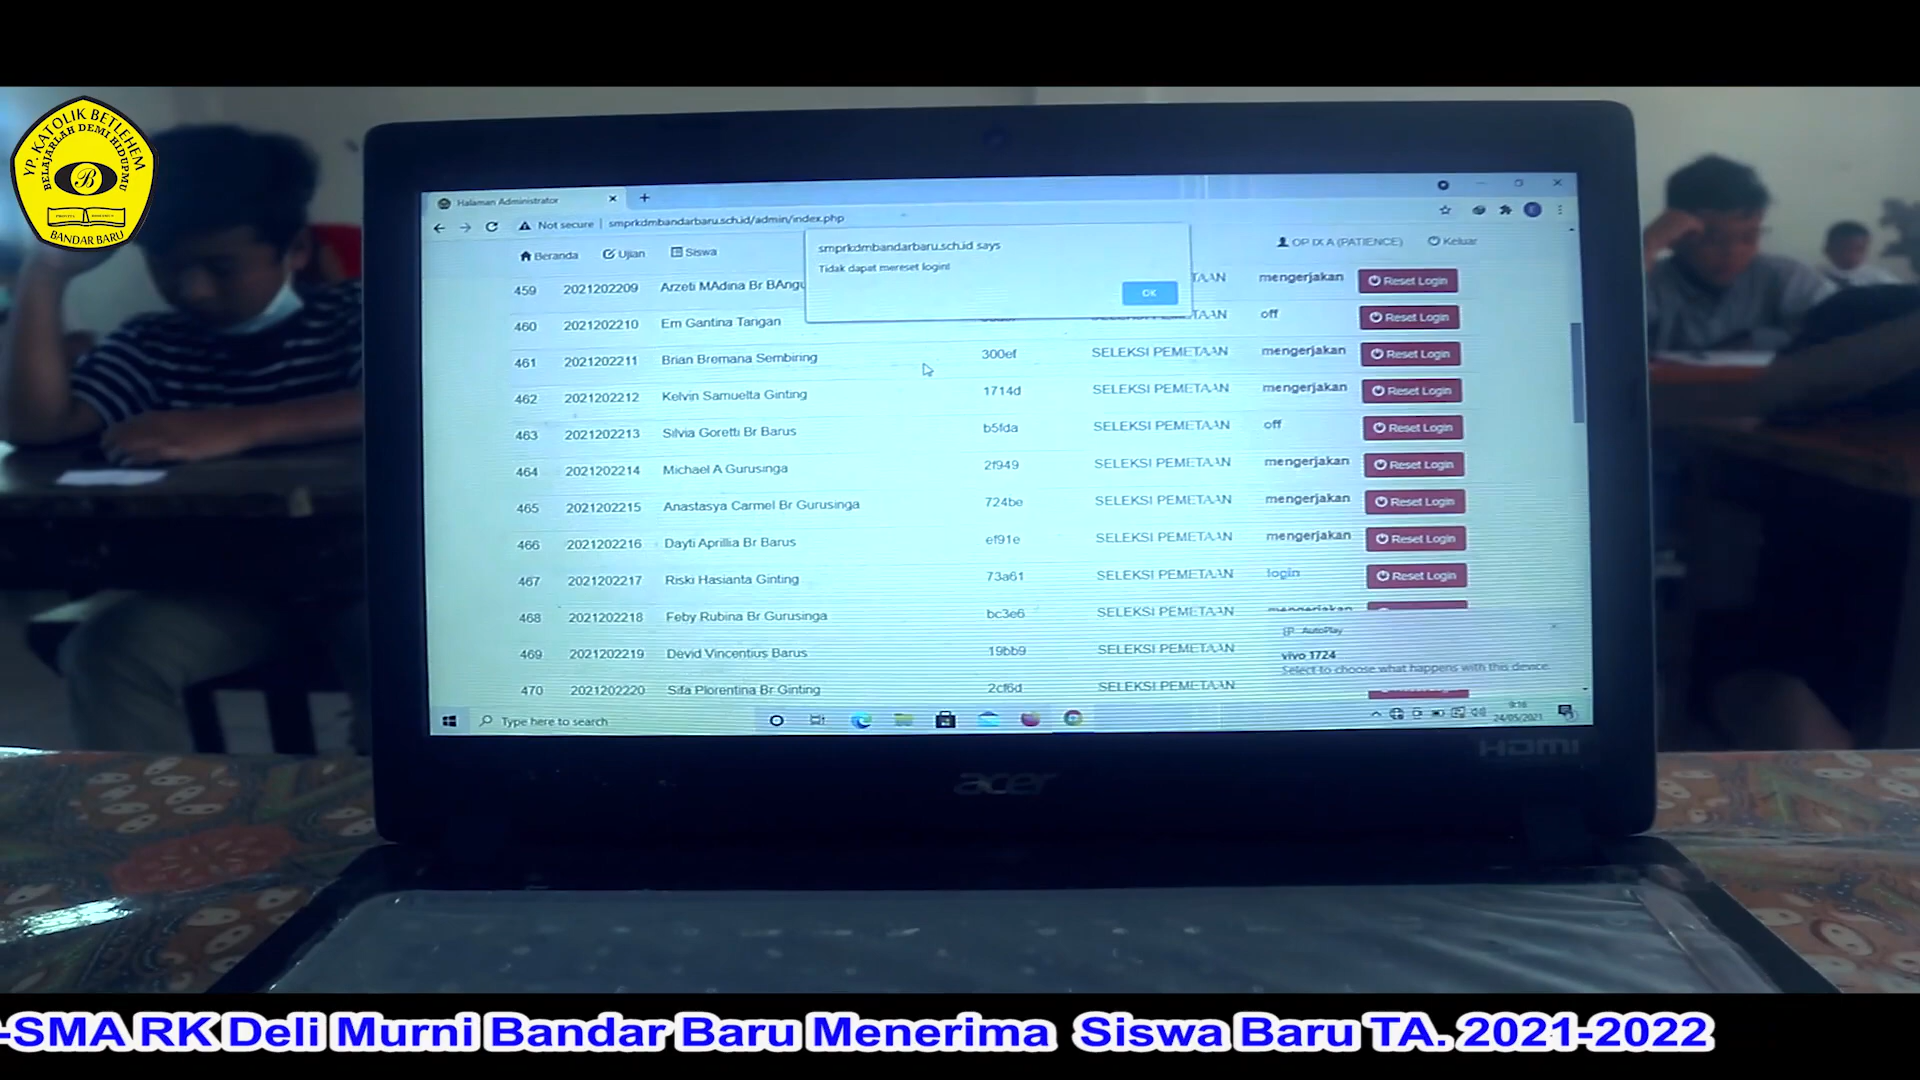 YP. KATOLIK BETLEHEM
BELAJARLAH DEMI HIDUPMU
B
BANDAR BARU
Halaman Administrator
Not secure | smprkdmbandarbaru.sch.id/admin/index.php
smprkdmbandarbaru.sch.id says
Tidak dapat mereset login!
OK
Beranda Ujian Siswa OP IX A (PATIENCE) Keluar
459 2021202209 Arzeti MAdina Br mengerjakan Reset Login
460 2021202210 Em Gantina Tarigan off Reset Login
461 2021202211 Brian Bremana Sembiring 300ef SELEKSI PEMETAAN mengerjakan Reset Login
462 2021202212 Kelvin Samuelta Ginting 1714d SELEKSI PEMETAAN mengerjakan Reset Login
463 2021202213 Silvia Goretti Br Barus b5fda SELEKSI PEMETAAN off Reset Login
464 2021202214 Michael A Gurusinga 2f949 SELEKSI PEMETAAN mengerjakan Reset Login
465 2021202215 Anastasya Carmel Br Gurusinga 724be SELEKSI PEMETAAN mengerjakan Reset Login
466 2021202216 Dayti Aprillia Br Barus ef91e SELEKSI PEMETAAN mengerjakan Reset Login
467 2021202217 Riski Hasianta Ginting 73a61 SELEKSI PEMETAAN login Reset Login
468 2021202218 Feby Rubina Br Gurusinga bc3e6 SELEKSI PEMETAAN mengerjakan
469 2021202219 Devid Vincentius Barus 19bb9 SELEKSI PEMETAAN
470 2021202220 Sifa Plorentina Br Ginting 2cf6d SELEKSI PEMETAAN
AutoPlay
vivo 1724
Select to choose what happens with this device.
Type here to search
9:16
24/05/2021
HDMI
acer
-SMA RK Deli Murni Bandar Baru Menerima Siswa Baru TA. 2021-2022